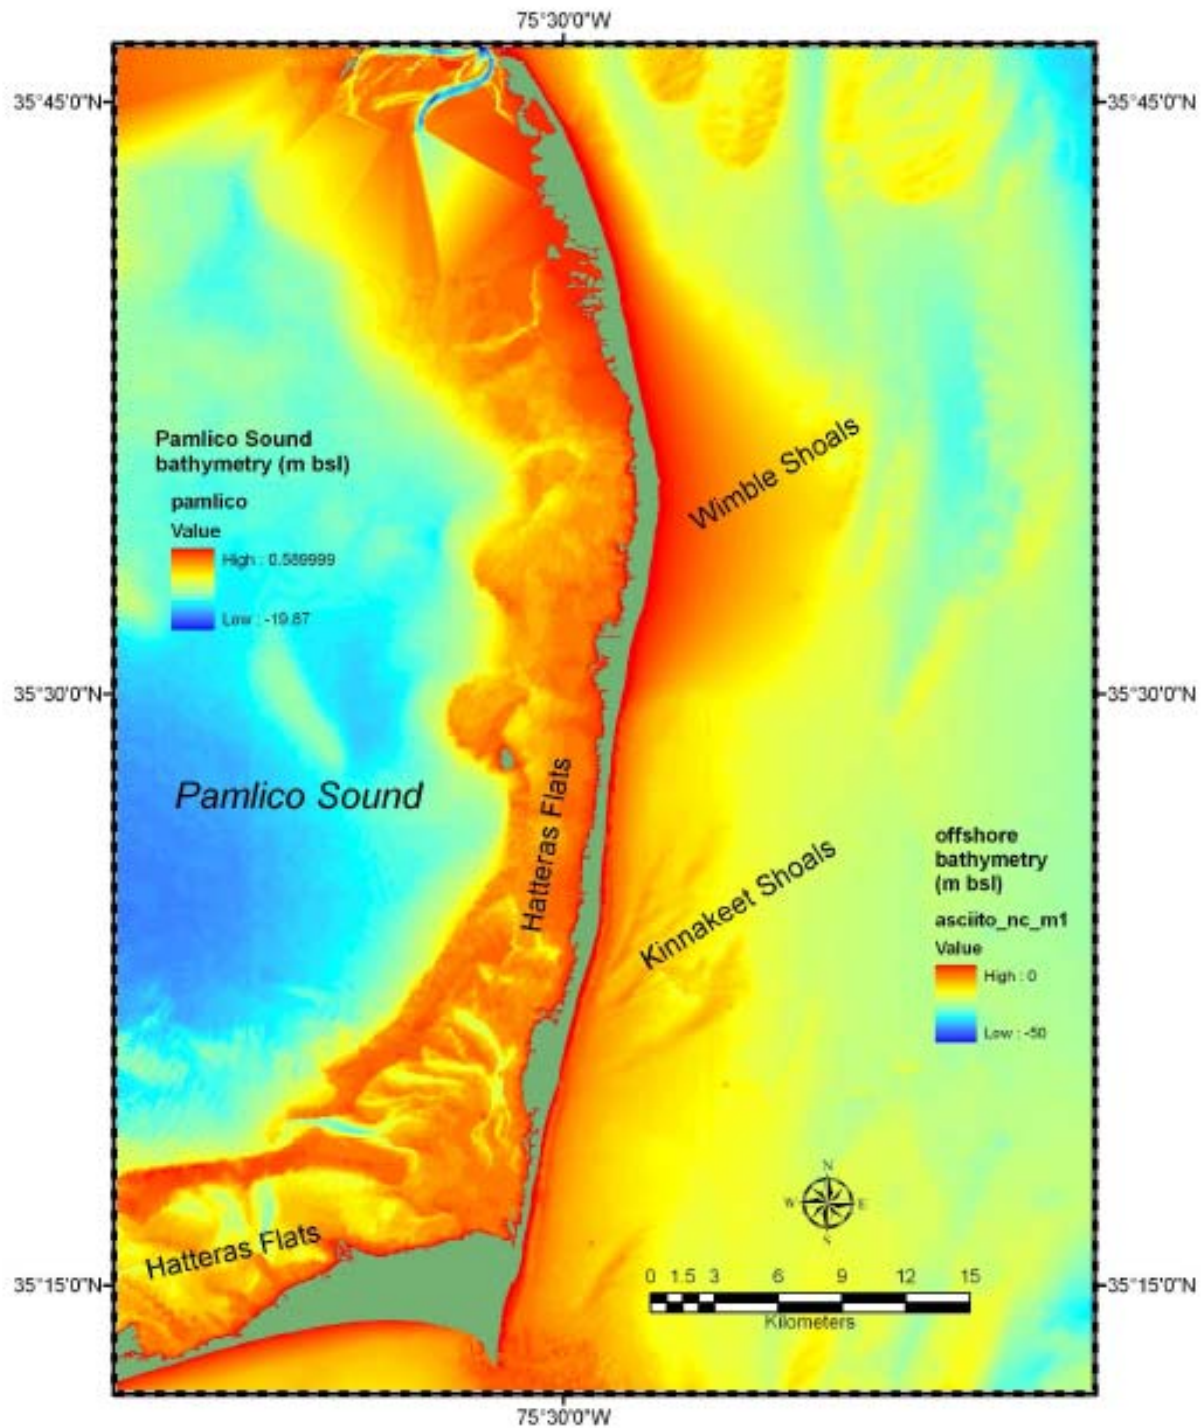 75°30'0"W
35°45'0"N
35°45'0"N
Wimble Shoals
Pamlico Sound
bathymetry (m bsl)
pamlico
Value
High : 0.589999
Low : -19.87
35°30'0"N
35°30'0"N
Pamlico Sound
Hatteras Flats
Kinnakeet Shoals
offshore
bathymetry
(m bsl)
asciito_nc_m1
Value
High : 0
Low : -50
N
W E
S
Hatteras Flats
35°15'0"N
35°15'0"N
0 1.5 3 6 9 12 15
Kilometers
75°30'0"W